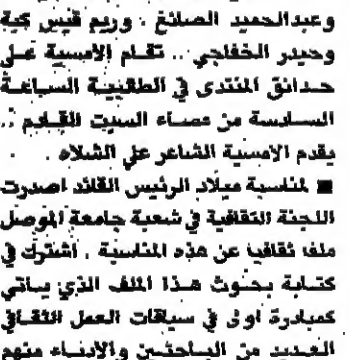 وعبدالحميد الصائغ . وريم قيس كبة
وحيدر الخفاجي .. تقام الامسية على
حدائق المنتدى في الساعة
السادسة من مساء السبت القادم ..
يقدم الامسية الشاعر علي الشلاه .
■ لمناسبة ميلاد الرئيس القائد اصدرت
اللجنة الثقافية في شعبة جامعة الموصل
ملفا ثقافيا عن هذه المناسبة . اشترك في
كتابة بحوث هذا الملف الذي ياتي
كمبادرة اولى في سياقات العمل الثقافي
العديد من الباحثين والادباء منهم